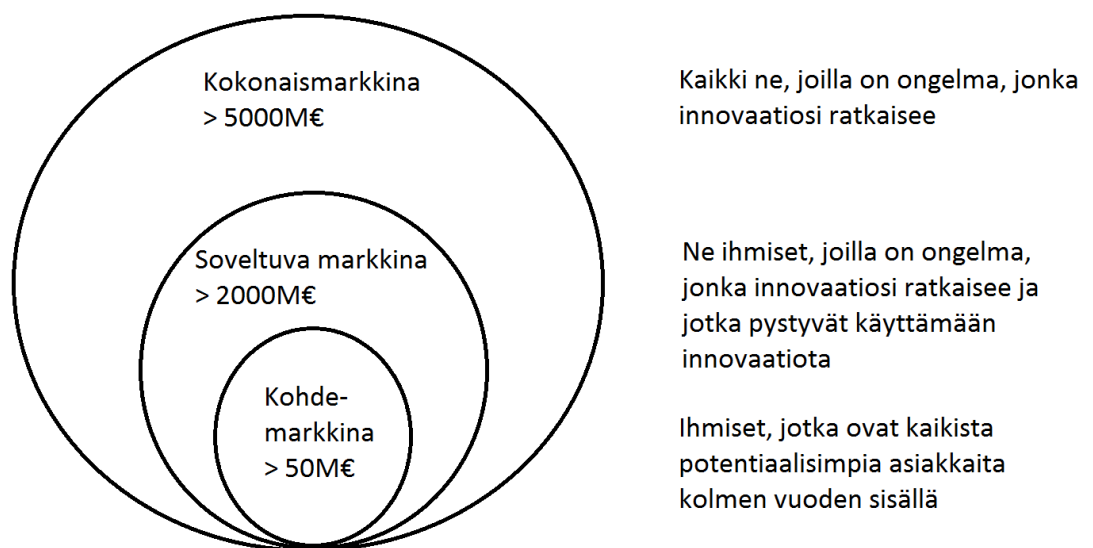 Kokonaismarkkina
> 5000M€
Kaikki ne, joilla on ongelma, jonka
innovaatiosi ratkaisee
Soveltuva markkina
> 2000M€
Ne ihmiset, joilla on ongelma,
jonka innovaatiosi ratkaisee ja
jotka pystyvät käyttämään
innovaatiota
Kohde-
markkina
> 50M€
Ihmiset, jotka ovat kaikista
potentiaalisimpia asiakkaita
kolmen vuoden sisällä